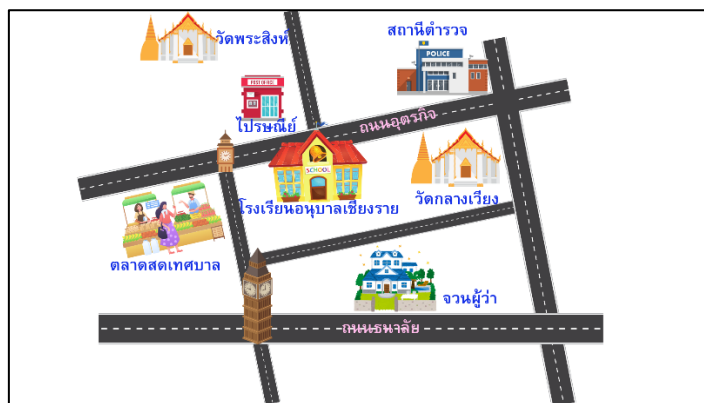 วัดพระสิงห์
สถานีตำรวจ
POLICE
POST OFFICE
ไปรษณีย์
ถนนอุตรกิจ
SCHOOL
โรงเรียนอนุบาลเชียงราย
วัดกลางเวียง
ตลาดสดเทศบาล
จวนผู้ว่า
ถนนธนาลัย